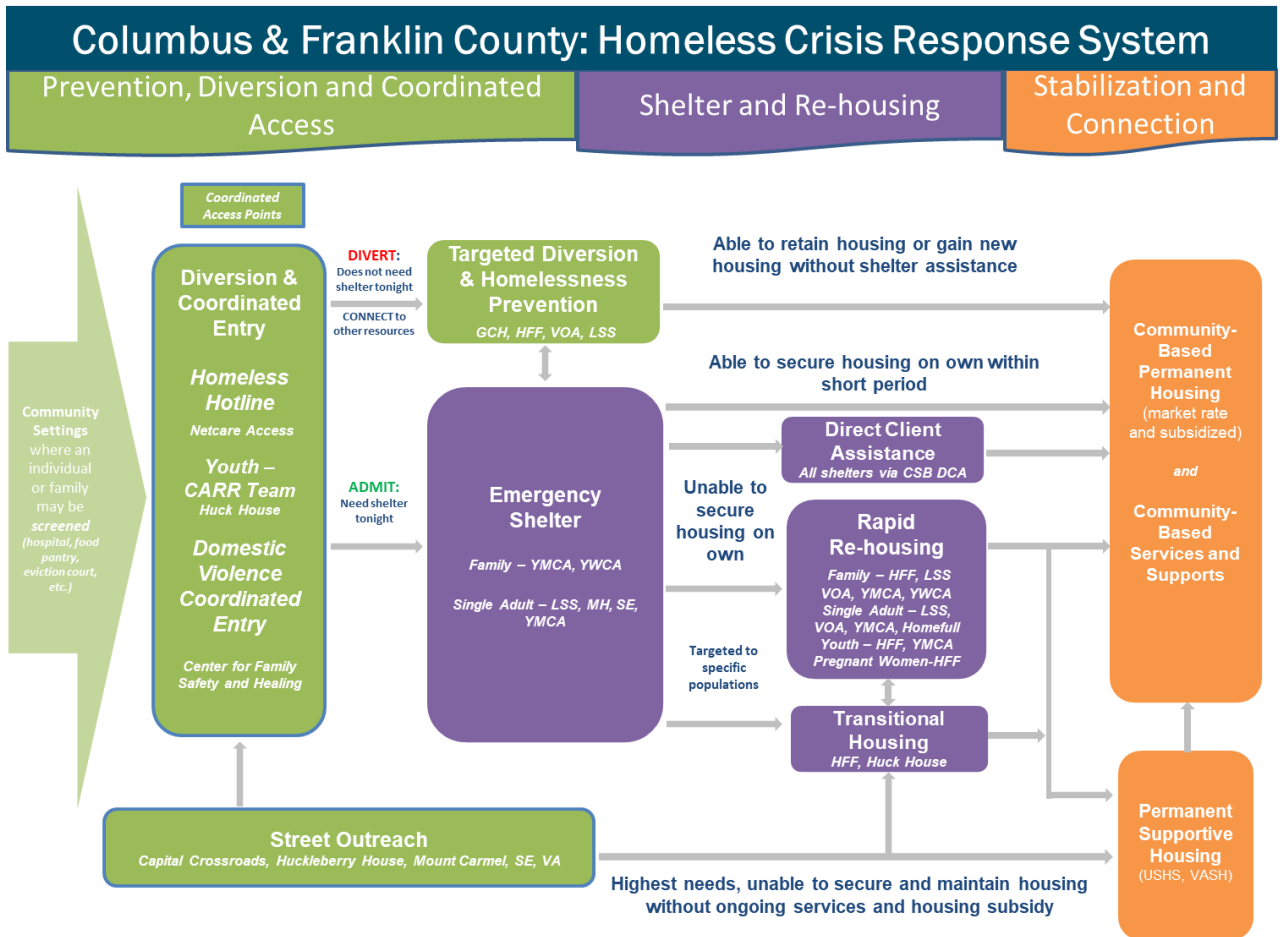 Columbus & Franklin County: Homeless Crisis Response System
Prevention, Diversion and Coordinated
Access
Shelter and Re-housing
Stabilization and
Connection
Coordinated
Access Points
Community
Settings
where an
individual
or family
may be
screened
(hospital, food
pantry,
eviction court,
etc.)
Diversion &
Coordinated
Entry
Homeless
Hotline
Netcare Access
Youth –
CARR Team
Huck House
Domestic
Violence
Coordinated
Entry
Center for Family
Safety and Healing
DIVERT:
Does not need
shelter tonight
CONNECT to
other resources
ADMIT:
Need shelter
tonight
Targeted Diversion
& Homelessness
Prevention
GCH, HFF, VOA, LSS
Emergency
Shelter
Family – YMCA, YWCA
Single Adult – LSS, MH, SE,
YMCA
Able to retain housing or gain new
housing without shelter assistance
Able to secure housing on own within
short period
Direct Client
Assistance
All shelters via CSB DCA
Unable to
secure
housing on
own
Rapid
Re-housing
Family – HFF, LSS
VOA, YMCA, YWCA
Single Adult – LSS,
VOA, YMCA, Homefull
Youth – HFF, YMCA
Pregnant Women-HFF
Targeted to
specific
populations
Transitional
Housing
HFF, Huck House
Community-
Based
Permanent
Housing
(market rate
and subsidized)
and
Community-
Based
Services and
Supports
Street Outreach
Capital Crossroads, Huckleberry House, Mount Carmel, SE, VA
Highest needs, unable to secure and maintain housing
without ongoing services and housing subsidy
Permanent
Supportive
Housing
(USHS, VASH)